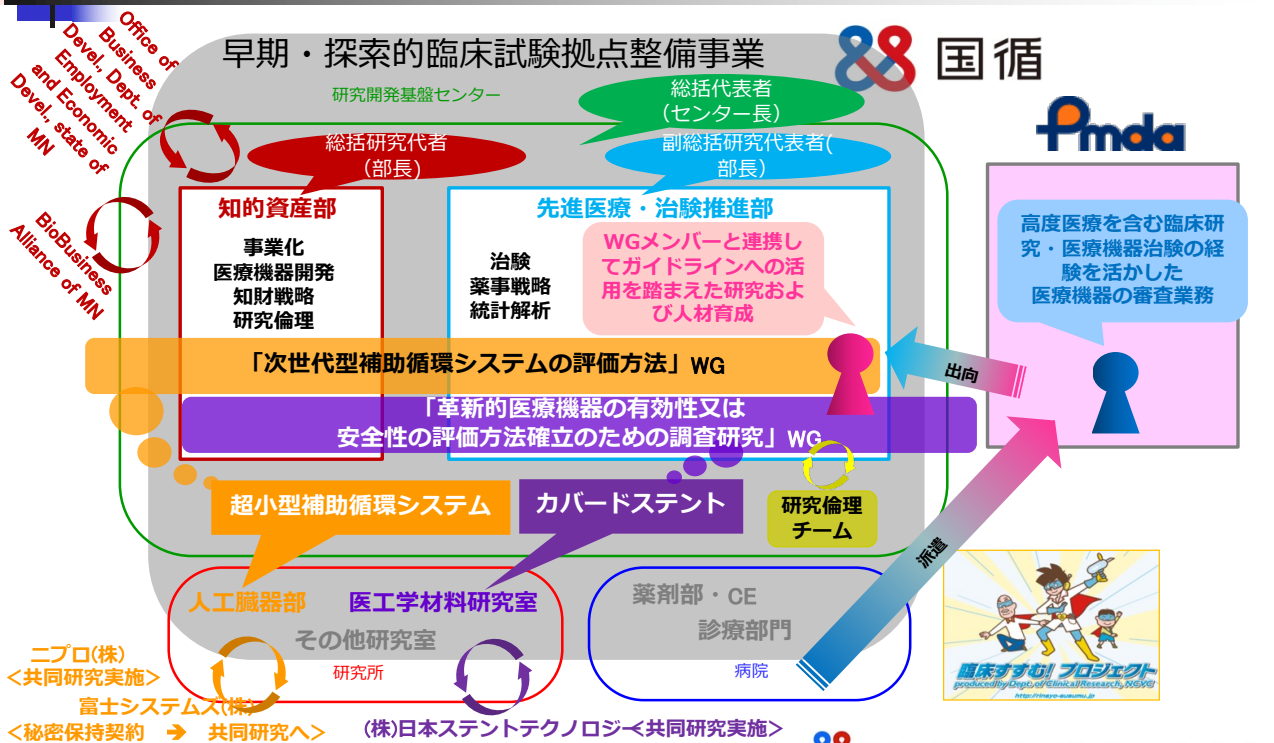 Office of
Business
Devel., Dept. of
Employment
and Economic
Devel., state of
MN
早期・探索的臨床試験拠点整備事業
国循
研究開発基盤センター
総括代表者
(センター長)
Pmda
総括研究代者
(部長)
副総括研究代表者(
部長)
BioBusiness
Alliance of MN
知的資産部
事業化
医療機器開発
知財戦略
研究倫理
先進医療・治験推進部
治験
薬事戦略
統計解析
WGメンバーと連携し
てガイドラインへの活
用を踏まえた研究およ
び人材育成
高度医療を含む臨床研
究・医療機器治験の経
験を活かした
医療機器の審査業務
「次世代型補助循環システムの評価方法」WG
出向
「革新的医療機器の有効性又は
安全性の評価方法確立のための調査研究」WG
超小型補助循環システム
カバードステント
研究倫理
チーム
派遣
人工臓器部
医工学材料研究室
その他研究室
研究所
薬剤部・CE
診療部門
病院
臨床すすむ!プロジェクト
produced by Dept. of Clinical Research, NCVC
http://rinsyo-susumu.jp
ニプロ(株)
<共同研究実施>
富士システムズ(株)
<秘密保持契約 ➔ 共同研究へ>
(株)日本ステントテクノロジー<共同研究実施>